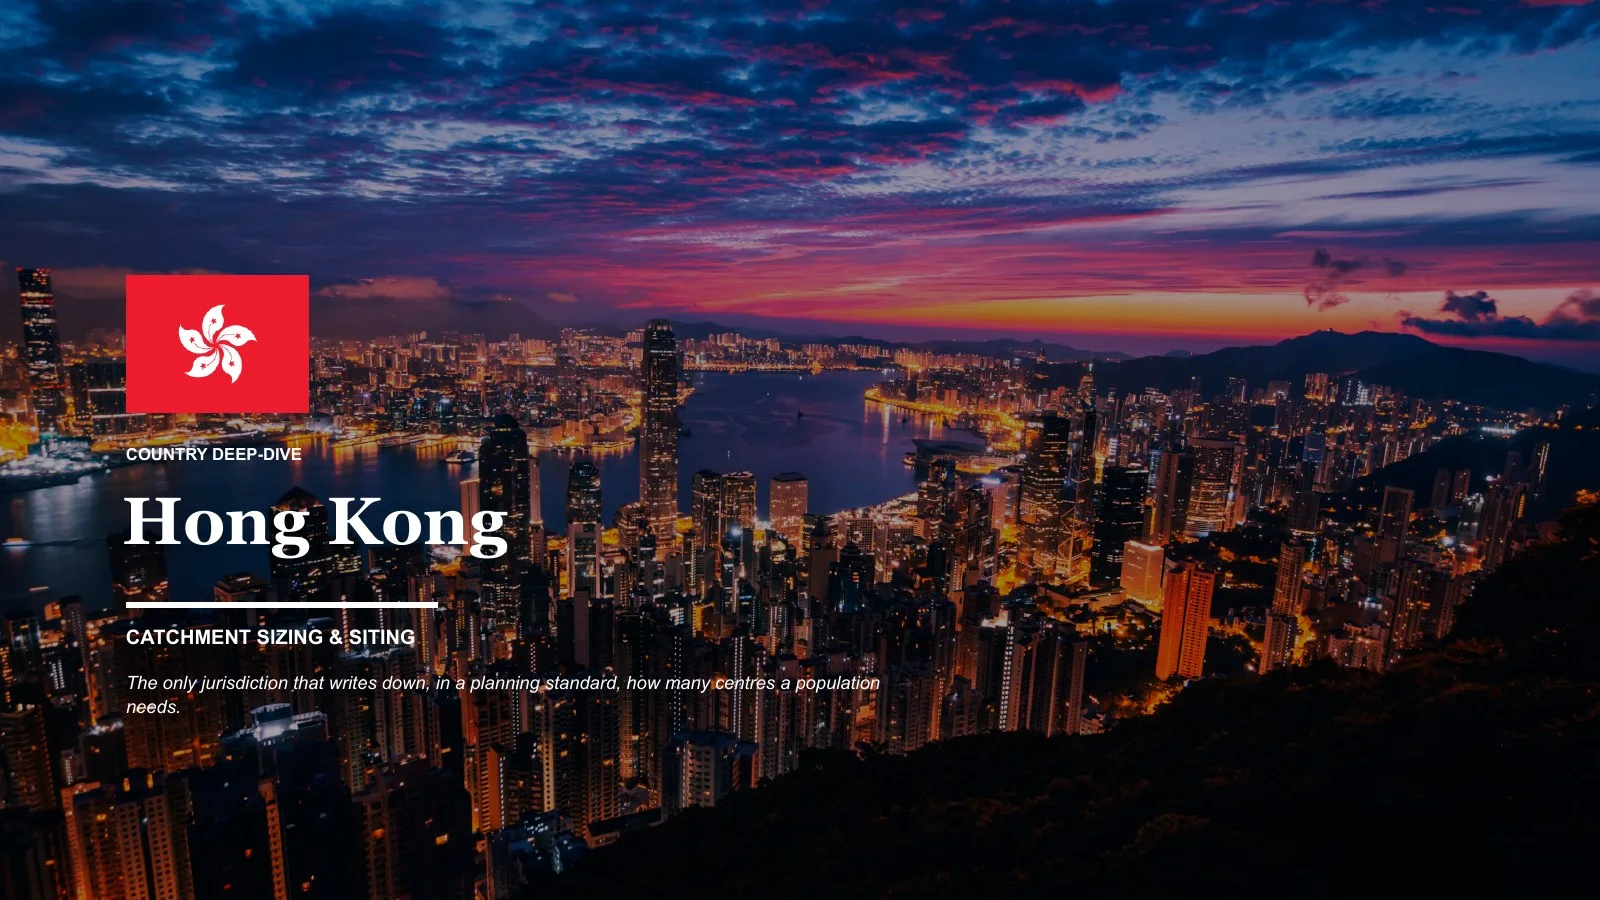 COUNTRY DEEP-DIVE
Hong Kong
CATCHMENT SIZING & SITING
The only jurisdiction that writes down, in a planning standard, how many centres a population
needs.